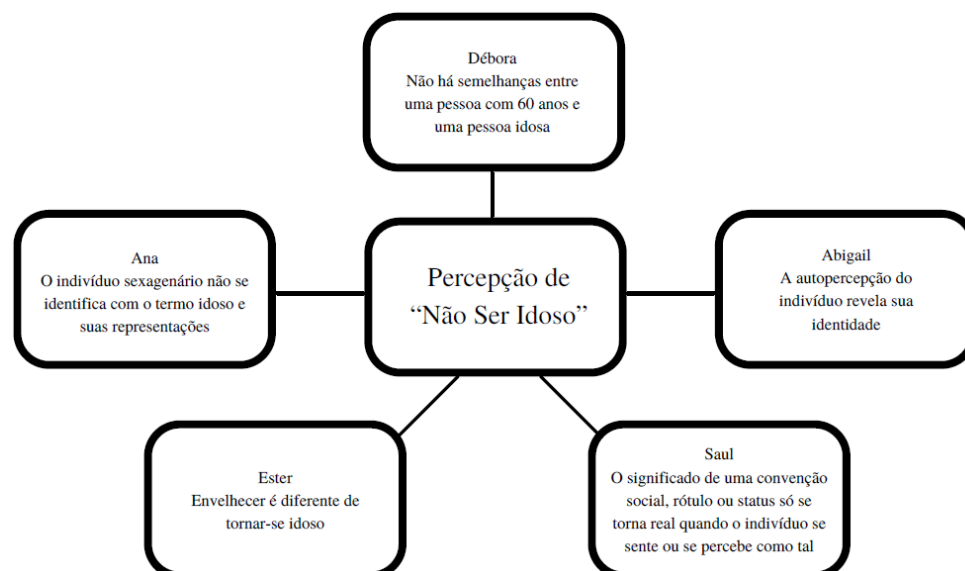 Débora
Não há semelhanças entre
uma pessoa com 60 anos e
uma pessoa idosa
Ana
O indivíduo sexagenário não se
identifica com o termo idoso e
suas representações
Percepção de
“Não Ser Idoso”
Abigail
A autopercepção do
indivíduo revela sua
identidade
Ester
Envelhecer é diferente de
tornar-se idoso
Saul
O significado de uma convenção
social, rótulo ou status só se
torna real quando o indivíduo se
sente ou se percebe como tal